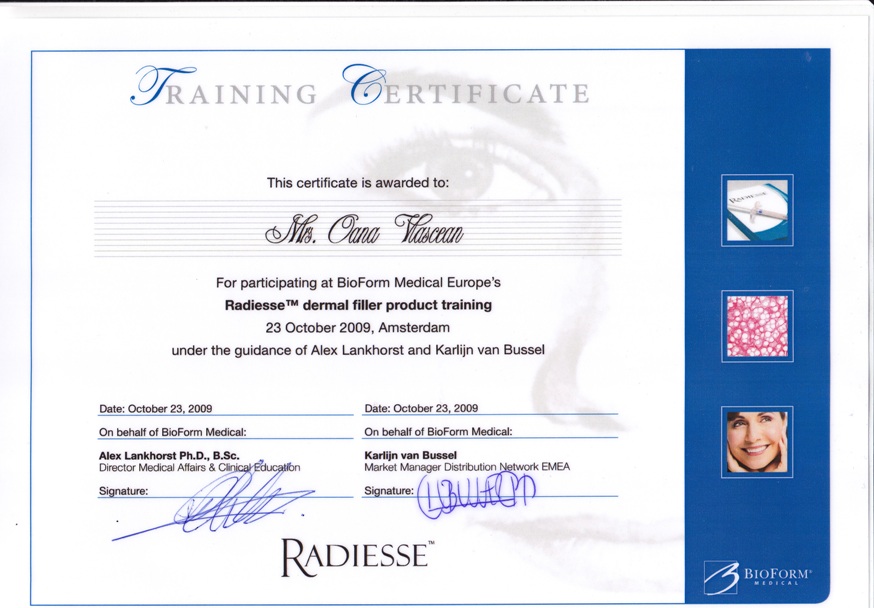 TRAINING CERTIFICATE
This certificate is awarded to:
Mrs. Oana Vlascean
For participating at BioForm Medical Europe's
Radiesse™ dermal filler product training
23 October 2009, Amsterdam
under the guidance of Alex Lankhorst and Karlijn van Bussel
Date: October 23, 2009
On behalf of BioForm Medical:
Alex Lankhorst Ph.D., B.Sc.
Director Medical Affairs & Clinical Education
Signature:
Date: October 23, 2009
On behalf of BioForm Medical:
Karlijn van Bussel
Market Manager Distribution Network EMEA
Signature:
RADIESSE™
RADIESSE
BIOFORM®
MEDICAL